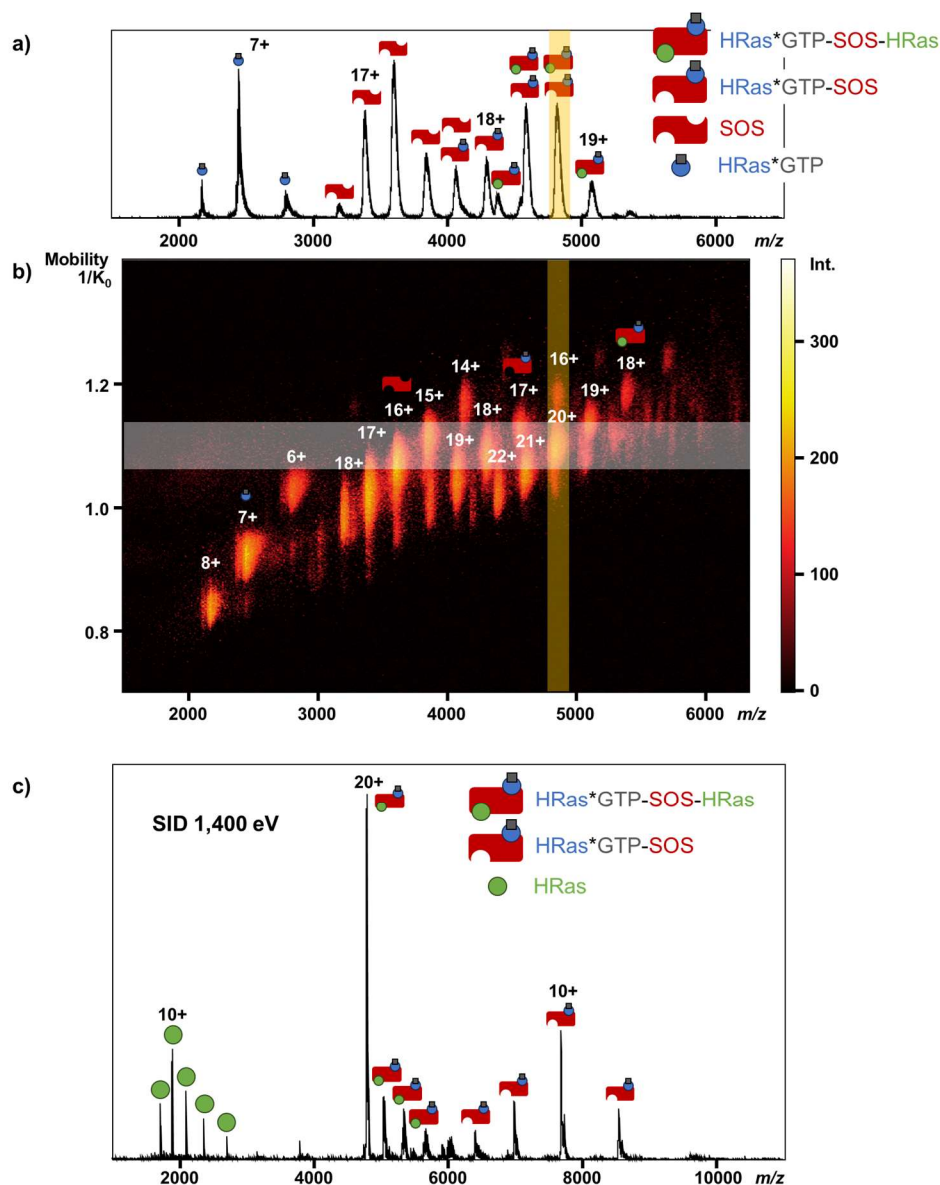 a)
7+
17+
18+
19+
HRas*GTP-SOS-HRas
HRas*GTP-SOS
SOS
HRas*GTP
2000 3000 4000 5000 6000 m/z
b)
Mobility
1/K0
1.2
1.0
0.8
8+
7+
6+
18+
17+
16+
15+
14+
19+
18+
22+
21+
17+
16+
20+
19+
18+
2000 3000 4000 5000 6000 m/z
Int.
300
200
100
0
c)
SID 1,400 eV
20+
HRas*GTP-SOS-HRas
HRas*GTP-SOS
HRas
10+
10+
2000 4000 6000 8000 10000 m/z